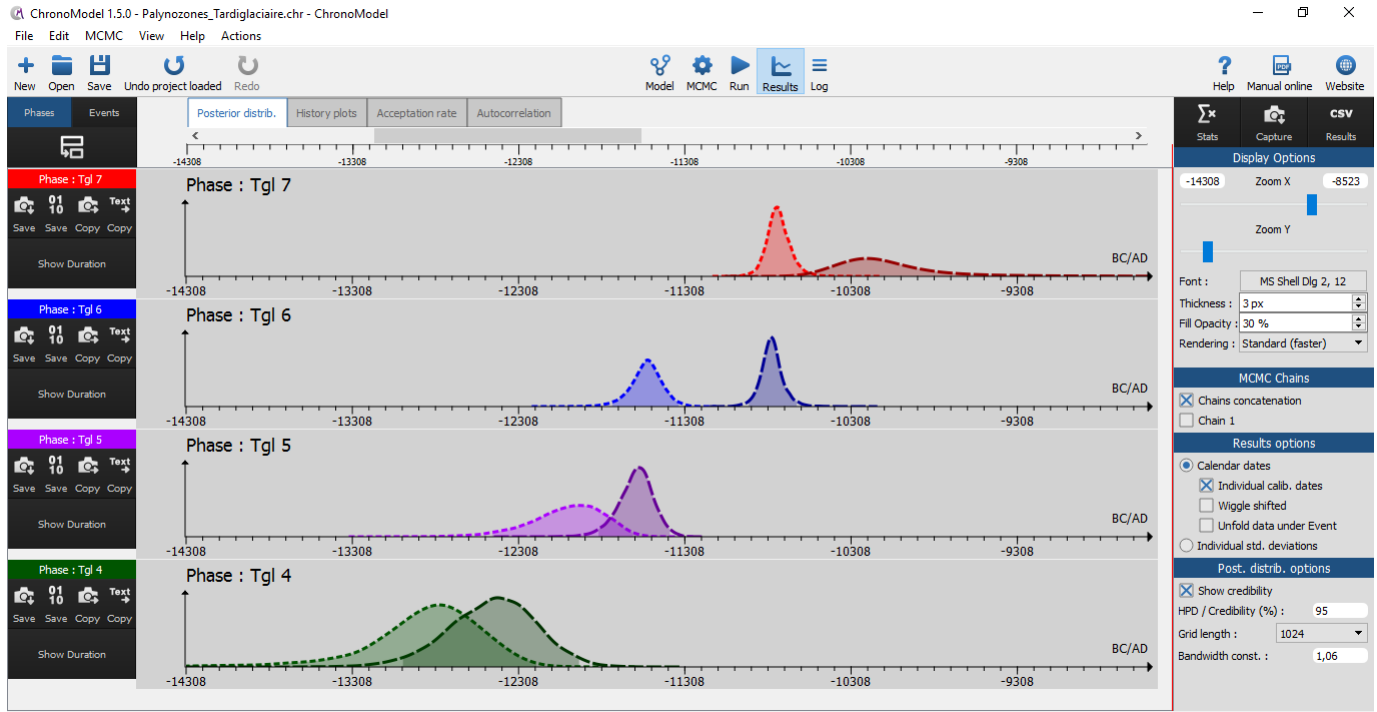 ChronoModel 1.5.0 - Palynozones_Tardiglaciaire.chr - ChronoModel
File Edit MCMC View Help Actions
New Open Save Undo project loaded Redo Model MCMC Run Results Log Help Manual online Website
Phases Events
Posterior distrib. History plots Acceptation rate Autocorrelation
-14308 -13308 -12308 -11308 -10308 -9308
Phase : Tgl 7
Save Save Copy Copy
Show Duration
Phase : Tgl 7
BC/AD
-14308 -13308 -12308 -11308 -10308 -9308
Phase : Tgl 6
Save Save Copy Copy
Show Duration
Phase : Tgl 6
BC/AD
-14308 -13308 -12308 -11308 -10308 -9308
Phase : Tgl 5
Save Save Copy Copy
Show Duration
Phase : Tgl 5
BC/AD
-14308 -13308 -12308 -11308 -10308 -9308
Phase : Tgl 4
Save Save Copy Copy
Show Duration
Phase : Tgl 4
BC/AD
-14308 -13308 -12308 -11308 -10308 -9308
Stats Capture CSV Results
Display Options
-14308 Zoom X -8523
Zoom Y
Font : MS Shell Dlg 2, 12
Thickness : 3 px
Fill Opacity : 30 %
Rendering : Standard (faster)
MCMC Chains
Chains concatenation
Chain 1
Results options
Calendar dates
Individual calib. dates
Wiggle shifted
Unfold data under Event
Individual std. deviations
Post. distrib. options
Show credibility
HPD / Credibility (%) : 95
Grid length : 1024
Bandwidth const. : 1,06